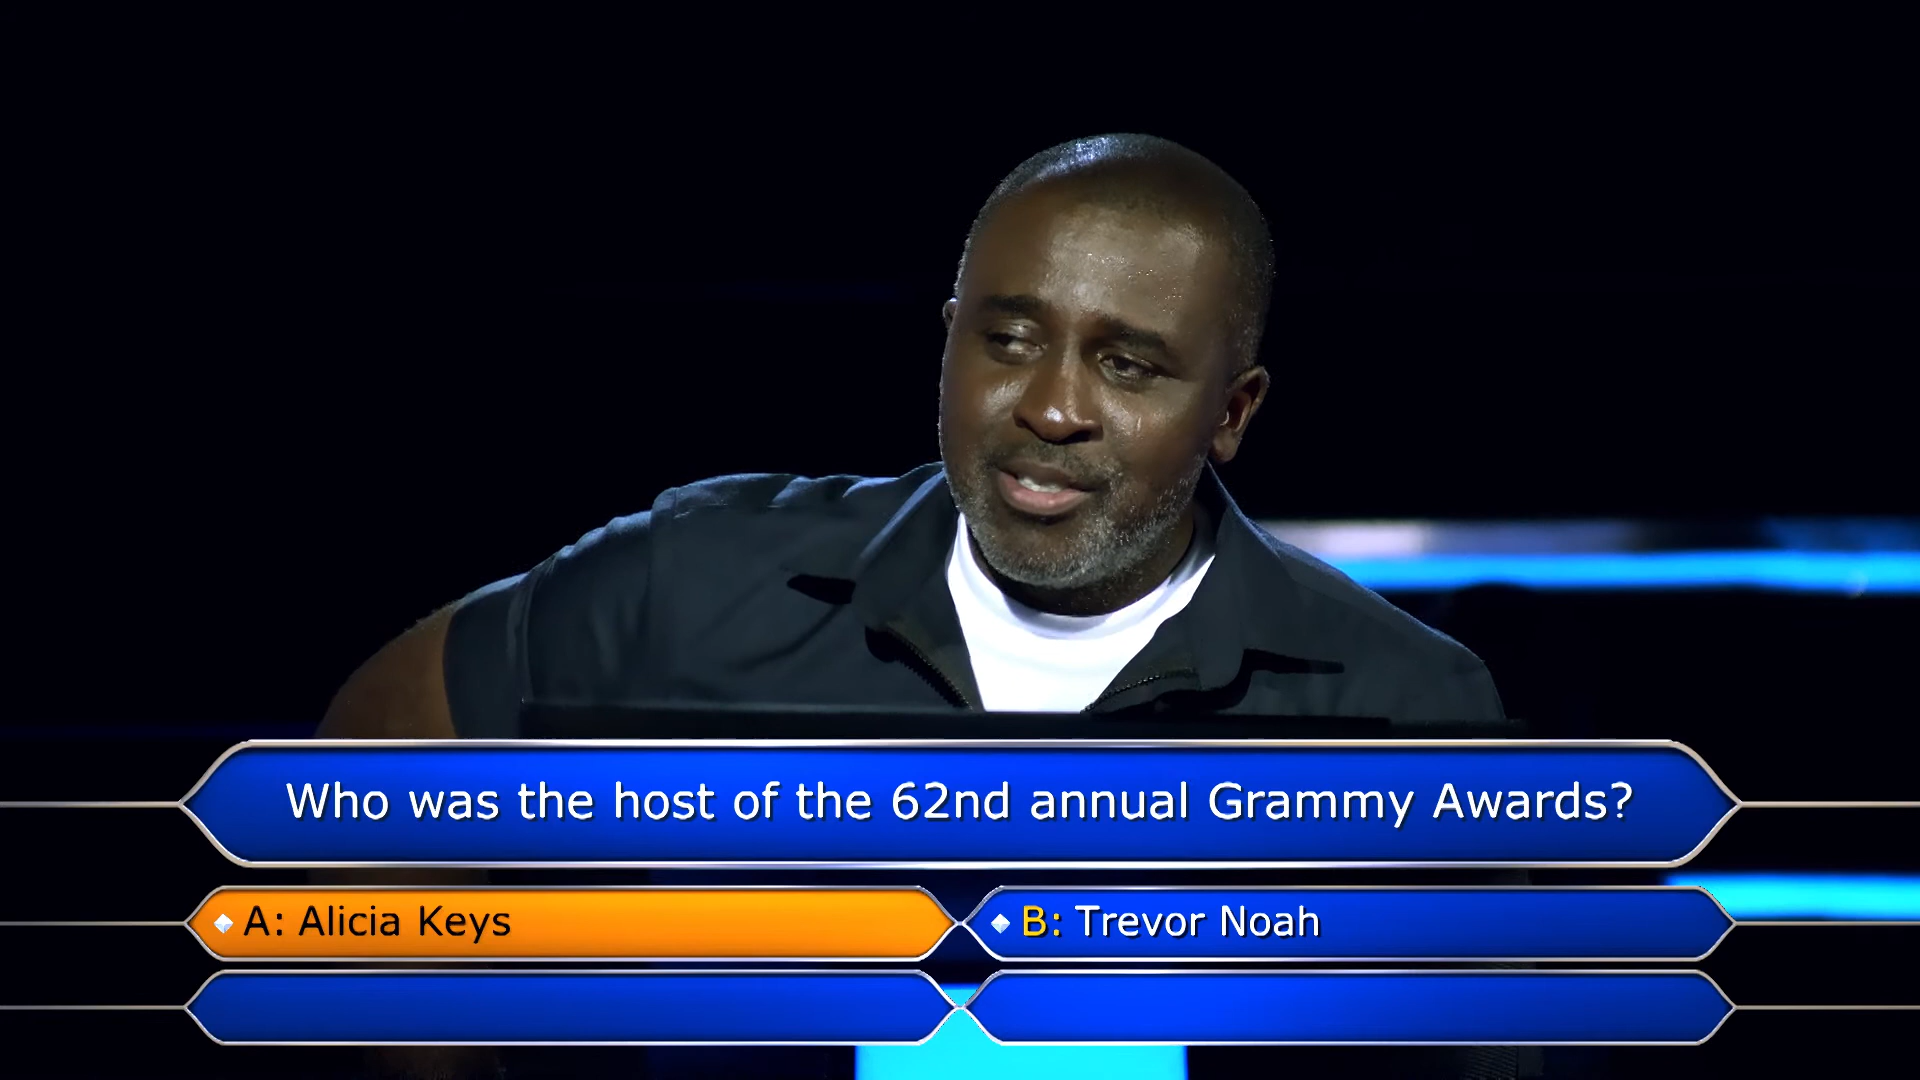 Who was the host of the 62nd annual Grammy Awards?
A: Alicia Keys
B: Trevor Noah